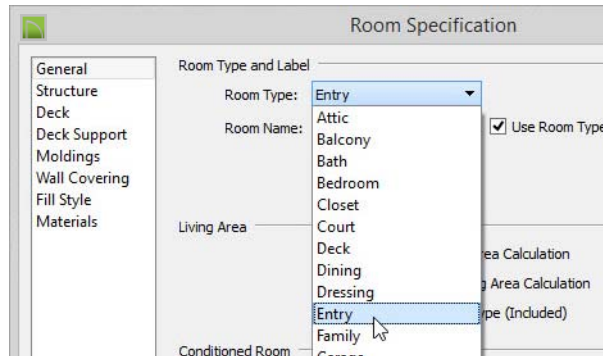 Room Specification
General
Structure
Deck
Deck Support
Moldings
Wall Covering
Fill Style
Materials
Room Type and Label
Room Type: Entry
Room Name:
Use Room Type
Attic
Balcony
Bath
Bedroom
Closet
Court
Deck
Dining
Dressing
Entry
Family
Garage
Living Area
ea Calculation
g Area Calculation
ype (Included)
Conditioned Room